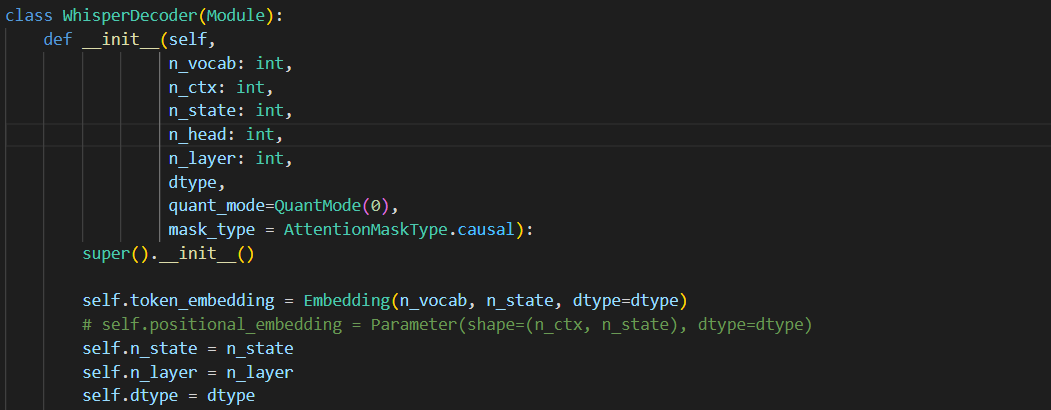 class WhisperDecoder(Module):
    def __init__(self,
                 n_vocab: int,
                 n_ctx: int,
                 n_state: int,
                 n_head: int,
                 n_layer: int,
                 dtype,
                 quant_mode=QuantMode(0),
                 mask_type = AttentionMaskType.causal):
        super().__init__()

        self.token_embedding = Embedding(n_vocab, n_state, dtype=dtype)
        # self.positional_embedding = Parameter(shape=(n_ctx, n_state), dtype=dtype)
        self.n_state = n_state
        self.n_layer = n_layer
        self.dtype = dtype